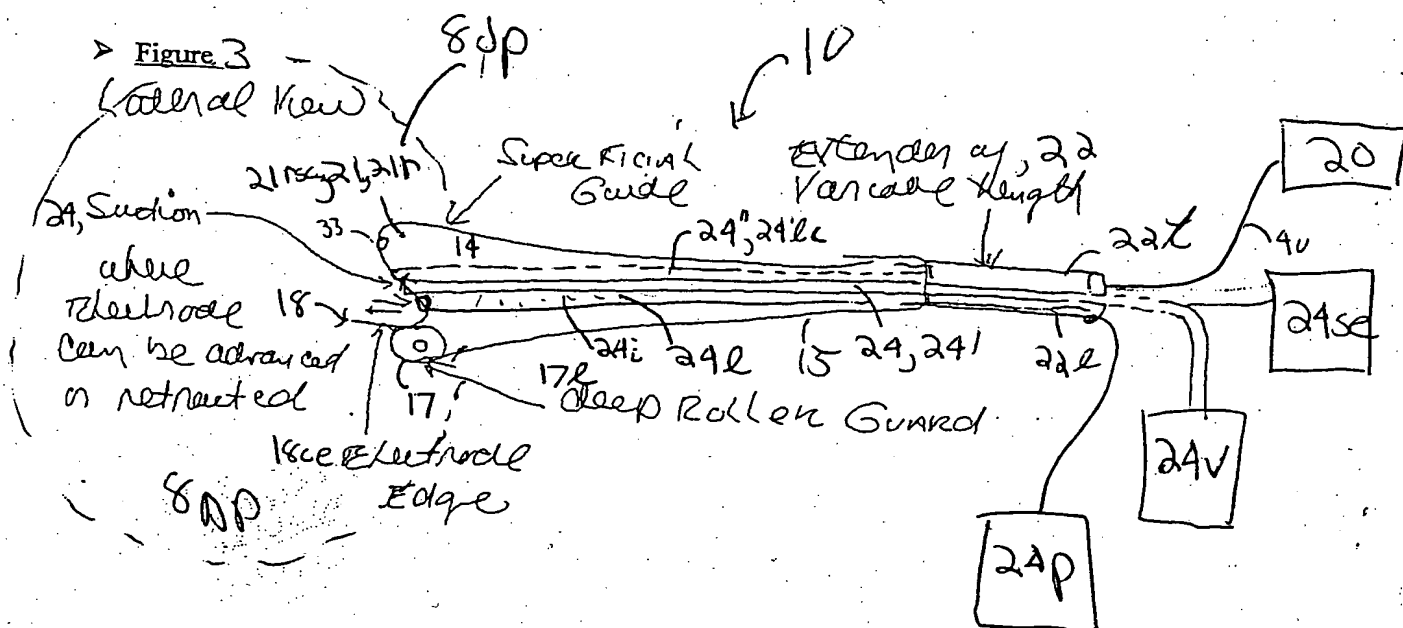 ➤ Figure 3
Lateral View
8dp
10
Superficial
Guide
Extender of, 22
Variable Length
20
24, Suction
33
14
24", 24'lc
22t
40
where
Electrode
can be advanced
or retracted
18
24i
24l
15
24, 24'
22l
24se
17
17l
deep Roller Guard
18ce Electrode
Edge
24v
24p